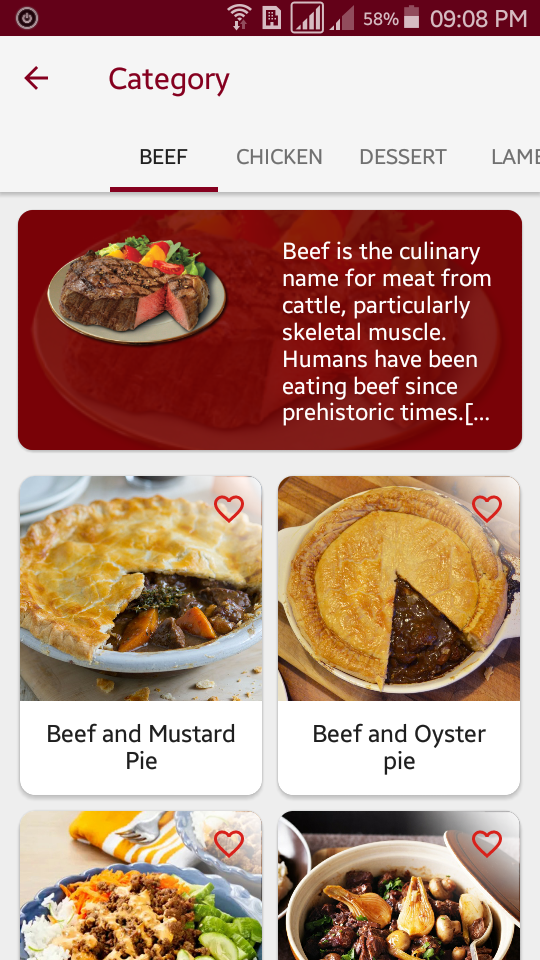 58% 09:08 PM
Category
BEEF CHICKEN DESSERT LAMB
Beef is the culinary
name for meat from
cattle, particularly
skeletal muscle.
Humans have been
eating beef since
prehistoric times.[...
Beef and Mustard
Pie
Beef and Oyster
pie